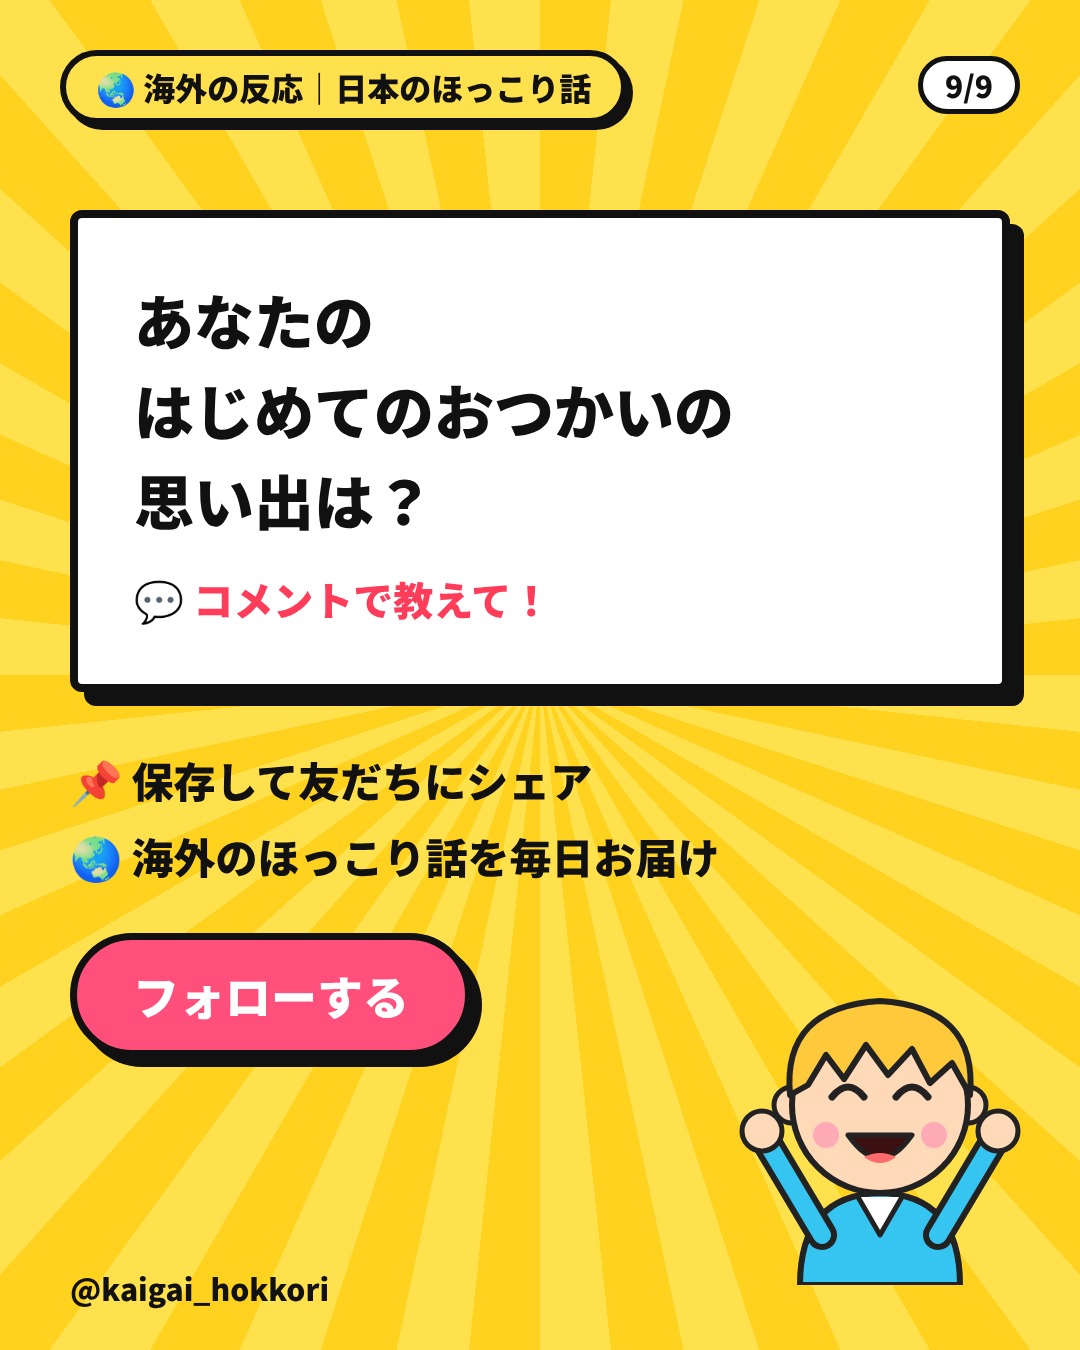 🌏 海外の反応｜日本のほっこり話
9/9
あなたの
はじめてのおつかいの
思い出は？
💬 コメントで教えて！
📌 保存して友だちにシェア
🌏 海外のほっこり話を毎日お届け
フォローする
@kaigai_hokkori